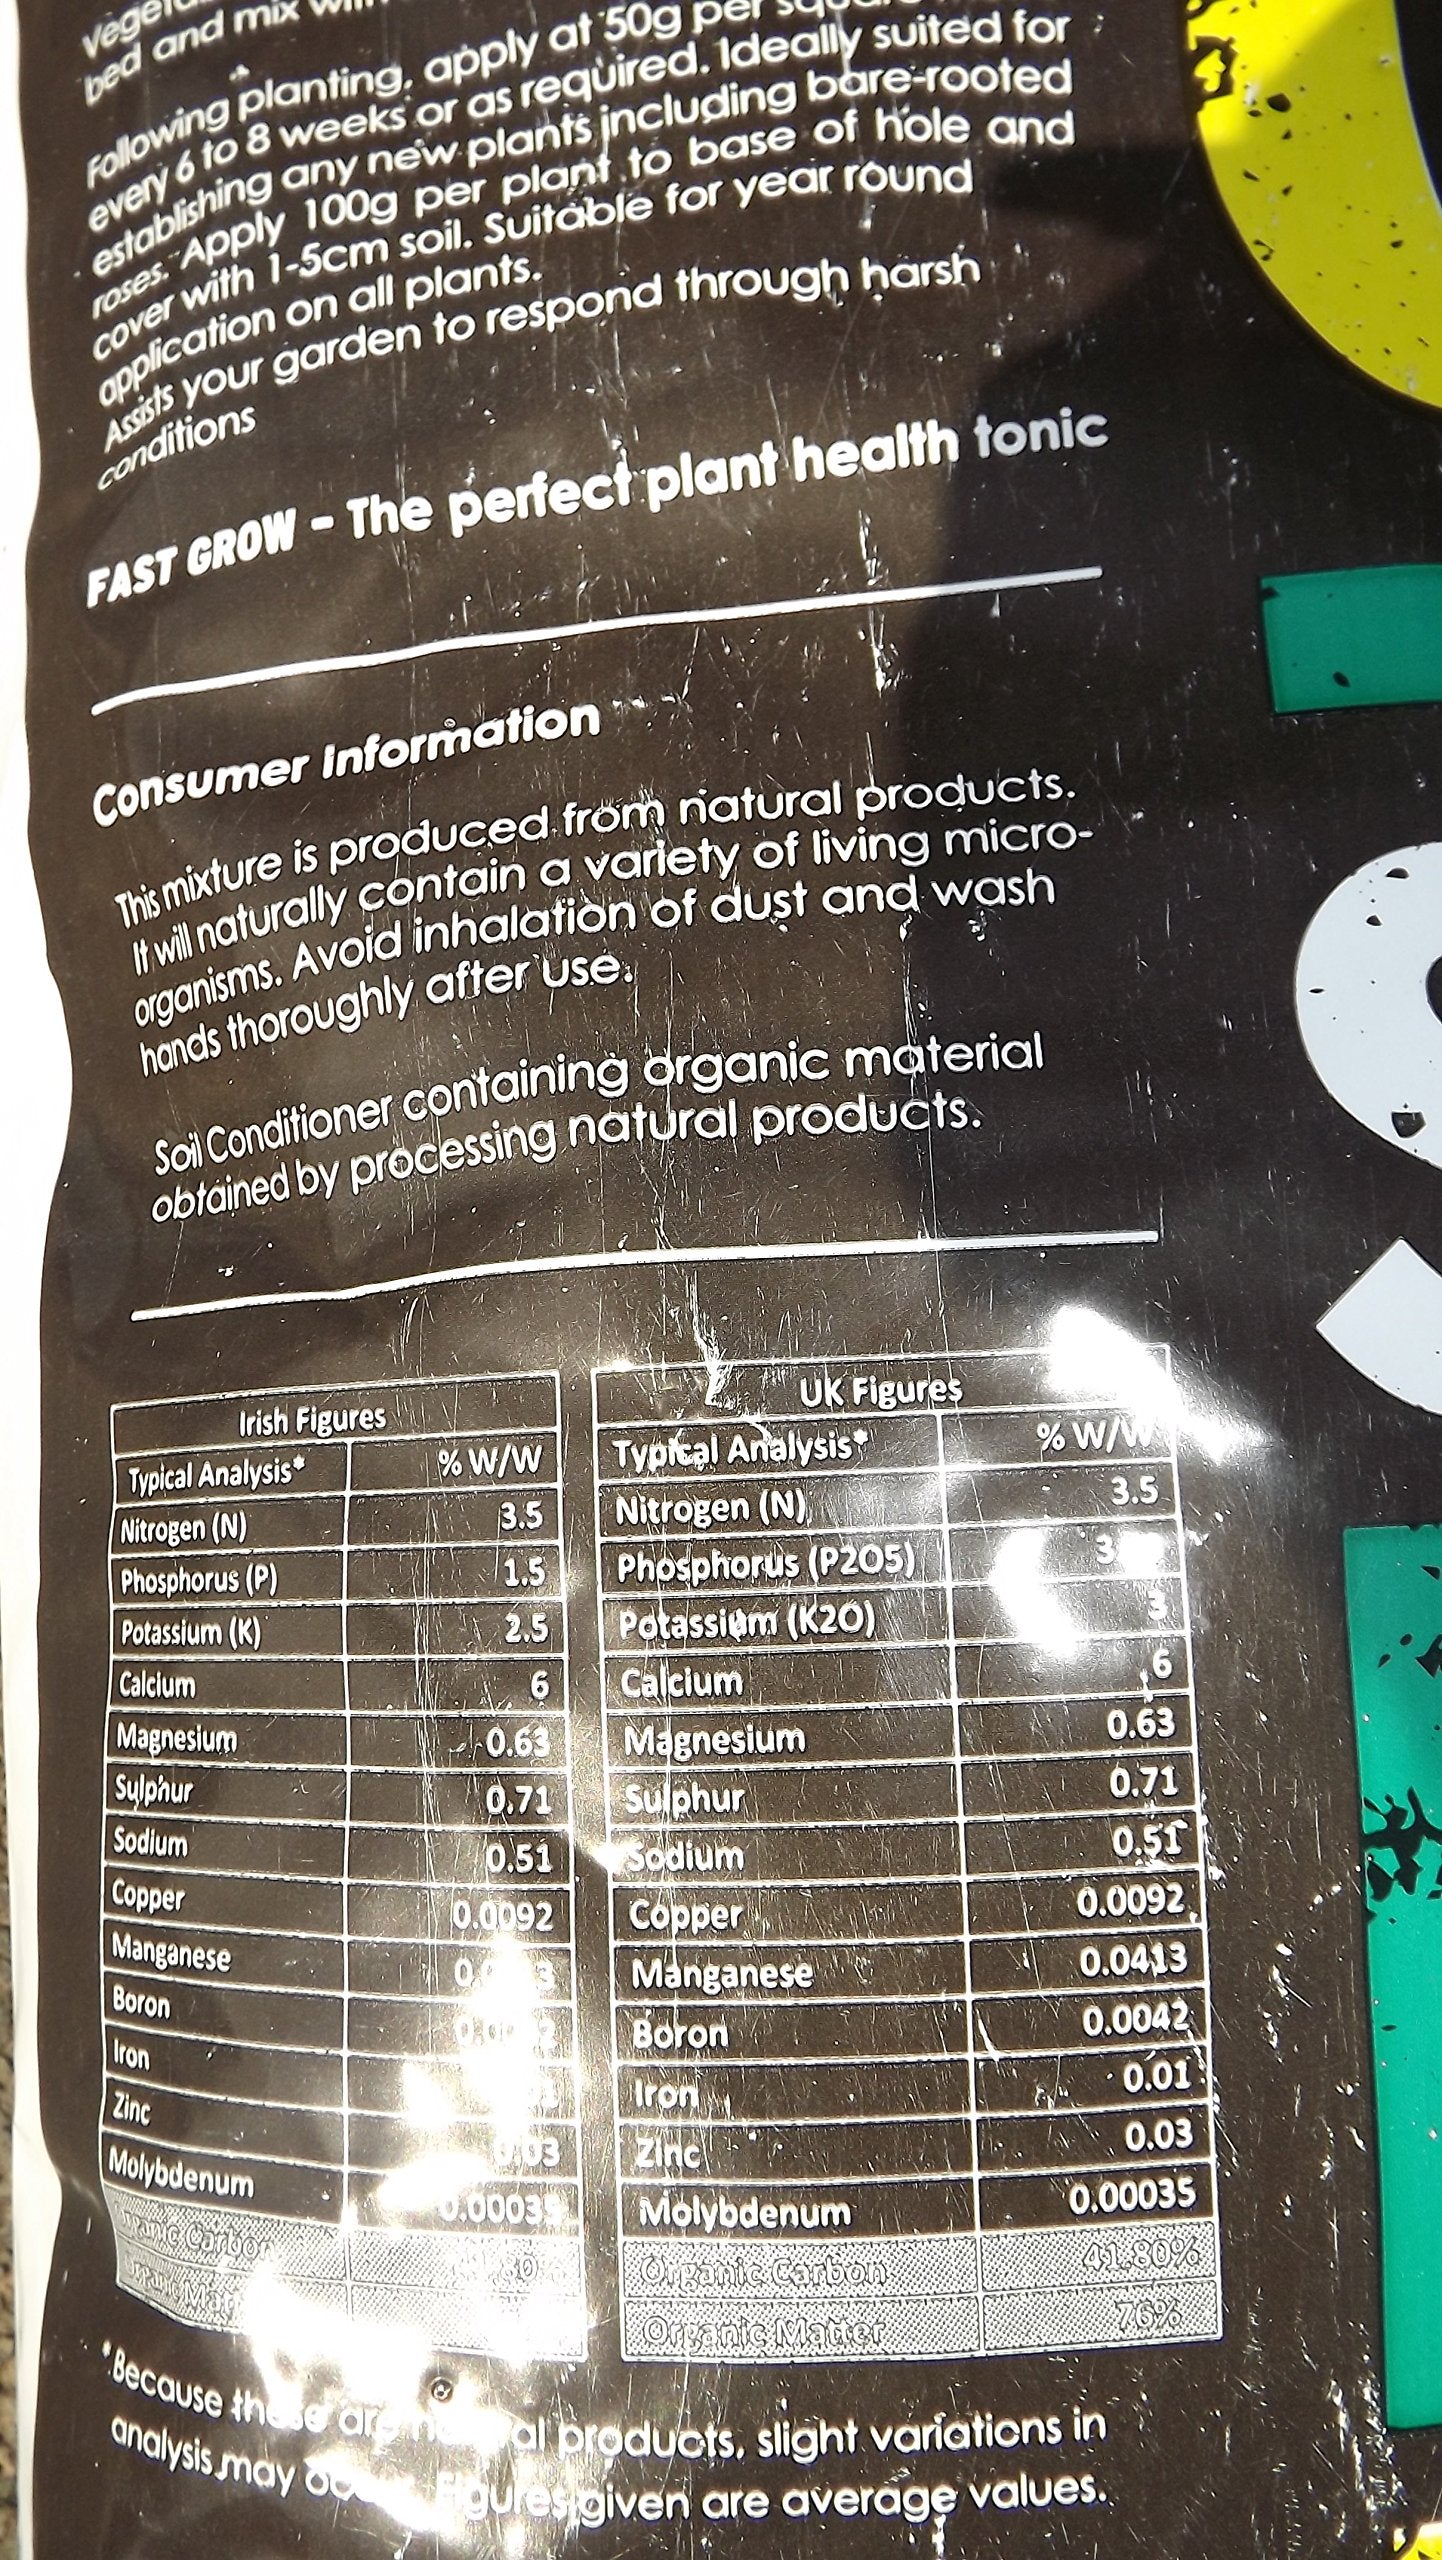 bed and mix
Following planting, apply at 50g per
every 6 to 8 weeks or as required. Ideally suited for
establishing any new plants including bare-rooted
roses. Apply 100g per plant to base of hole and
cover with 1-5cm soil. Suitable for year round
application on all plants.
Assists your garden to respond through harsh
conditions
FAST GROW - The perfect plant health tonic
Consumer Information
This mixture is produced from natural products.
It will naturally contain a variety of living micro-
organisms. Avoid inhalation of dust and wash
hands thoroughly after use.
Soil Conditioner containing organic material
obtained by processing natural products.
Irish Figures
Typical Analysis* % W/W
Nitrogen (N) 3.5
Phosphorus (P) 1.5
Potassium (K) 2.5
Calcium 6
Magnesium 0.63
Sulphur 0.71
Sodium 0.51
Copper 0.0092
Manganese
Boron
Iron
Zinc 0.03
Molybdenum 0.00035
Organic Carbon
Organic
UK Figures
Typical Analysis* % W/W
Nitrogen (N) 3.5
Phosphorus (P2O5)
Potassium (K2O) 3
Calcium 6
Magnesium 0.63
Sulphur 0.71
Sodium 0.51
Copper 0.0092
Manganese 0.0413
Boron 0.0042
Iron 0.01
Zinc 0.03
Molybdenum 0.00035
Organic Carbon 41.80%
Organic Matter 76%
*Because these are natural products, slight variations in
analysis may occur. Figures given are average values.